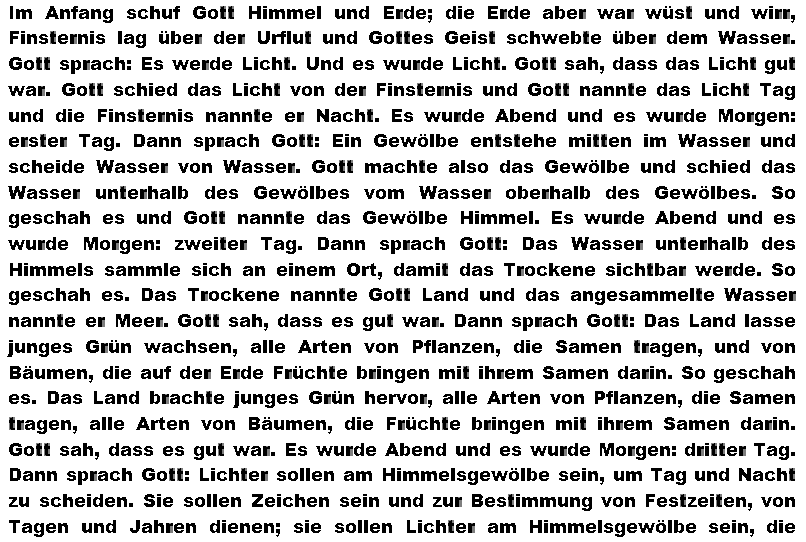 Im Anfang schuf Gott Himmel und Erde; die Erde aber war wüst und wirr,
Finsternis lag über der Urflut und Gottes Geist schwebte über dem Wasser.
Gott sprach: Es werde Licht. Und es wurde Licht. Gott sah, dass das Licht gut
war. Gott schied das Licht von der Finsternis und Gott nannte das Licht Tag
und die Finsternis nannte er Nacht. Es wurde Abend und es wurde Morgen:
erster Tag. Dann sprach Gott: Ein Gewölbe entstehe mitten im Wasser und
scheide Wasser von Wasser. Gott machte also das Gewölbe und schied das
Wasser unterhalb des Gewölbes vom Wasser oberhalb des Gewölbes. So
geschah es und Gott nannte das Gewölbe Himmel. Es wurde Abend und es
wurde Morgen: zweiter Tag. Dann sprach Gott: Das Wasser unterhalb des
Himmels sammle sich an einem Ort, damit das Trockene sichtbar werde. So
geschah es. Das Trockene nannte Gott Land und das angesammelte Wasser
nannte er Meer. Gott sah, dass es gut war. Dann sprach Gott: Das Land lasse
junges Grün wachsen, alle Arten von Pflanzen, die Samen tragen, und von
Bäumen, die auf der Erde Früchte bringen mit ihrem Samen darin. So geschah
es. Das Land brachte junges Grün hervor, alle Arten von Pflanzen, die Samen
tragen, alle Arten von Bäumen, die Früchte bringen mit ihrem Samen darin.
Gott sah, dass es gut war. Es wurde Abend und es wurde Morgen: dritter Tag.
Dann sprach Gott: Lichter sollen am Himmelsgewölbe sein, um Tag und Nacht
zu scheiden. Sie sollen Zeichen sein und zur Bestimmung von Festzeiten, von
Tagen und Jahren dienen; sie sollen Lichter am Himmelsgewölbe sein, die